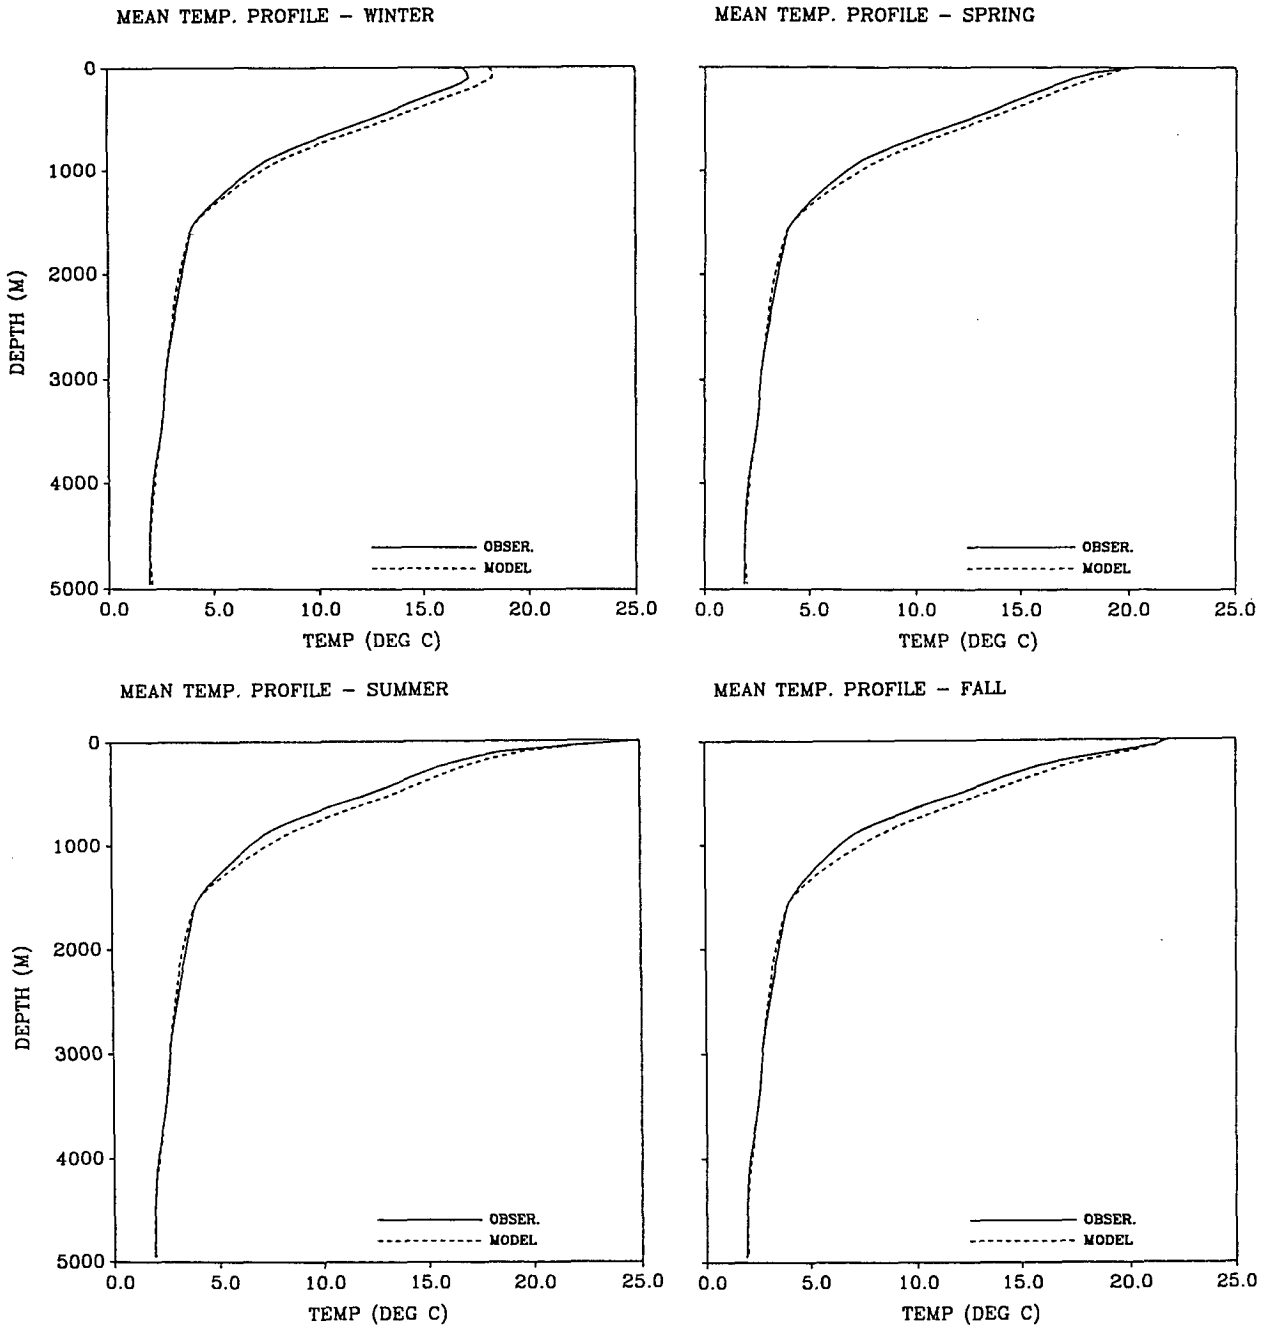 MEAN TEMP. PROFILE – WINTER
0
1000
2000
3000
4000
5000
DEPTH (M)
OBSER.
MODEL
0.0 5.0 10.0 15.0 20.0 25.0
TEMP (DEG C)
MEAN TEMP. PROFILE – SPRING
OBSER.
MODEL
0.0 5.0 10.0 15.0 20.0 25.0
TEMP (DEG C)
MEAN TEMP. PROFILE – SUMMER
0
1000
2000
3000
4000
5000
DEPTH (M)
OBSER.
MODEL
0.0 5.0 10.0 15.0 20.0 25.0
TEMP (DEG C)
MEAN TEMP. PROFILE – FALL
OBSER.
MODEL
0.0 5.0 10.0 15.0 20.0 25.0
TEMP (DEG C)